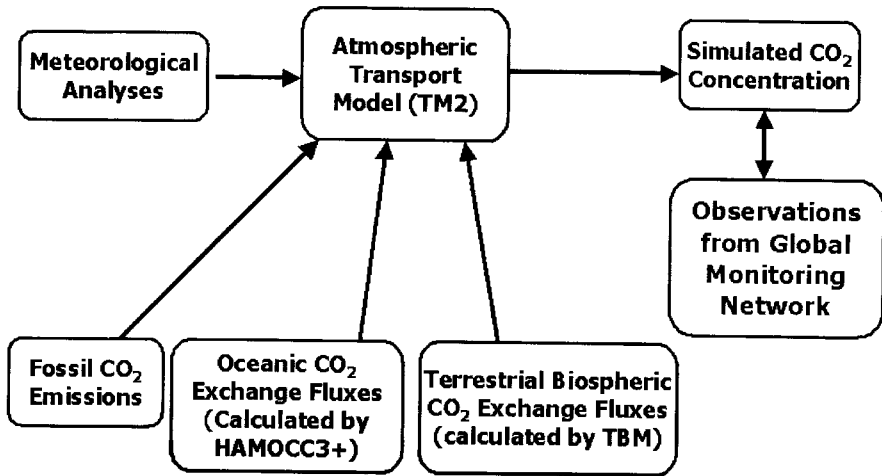 Meteorological
Analyses
Atmospheric
Transport
Model (TM2)
Simulated CO₂
Concentration
Observations
from Global
Monitoring
Network
Fossil CO₂
Emissions
Oceanic CO₂
Exchange Fluxes
(Calculated by
HAMOCC3+)
Terrestrial Biospheric
CO₂ Exchange Fluxes
(calculated by TBM)